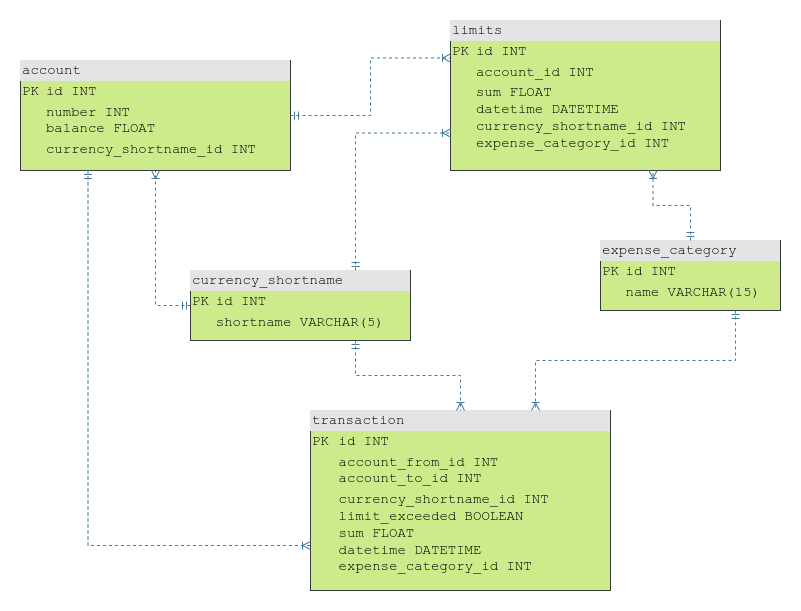 limits
PK id INT
account_id INT
sum FLOAT
datetime DATETIME
currency_shortname_id INT
expense_category_id INT
account
PK id INT
number INT
balance FLOAT
currency_shortname_id INT
expense_category
PK id INT
name VARCHAR(15)
currency_shortname
PK id INT
shortname VARCHAR(5)
transaction
PK id INT
account_from_id INT
account_to_id INT
currency_shortname_id INT
limit_exceeded BOOLEAN
sum FLOAT
datetime DATETIME
expense_category_id INT